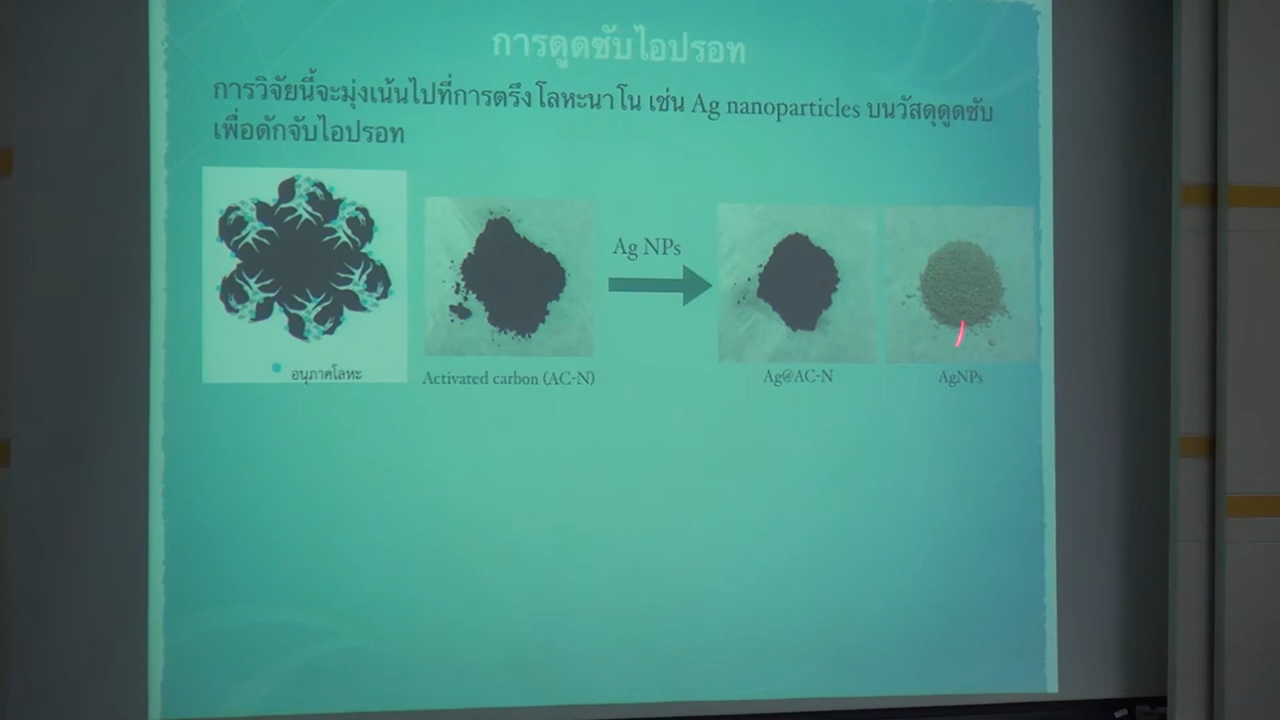 การดูดซับไอปรอท
การวิจัยนี้จะมุ่งเน้นไปที่การตรึงโลหะนาโน เช่น Ag nanoparticles บนวัสดุดูดซับ
เพื่อดักจับไอปรอท
Ag NPs
อนุภาคโลหะ
Activated carbon (AC-N)
Ag@AC-N
AgNPs